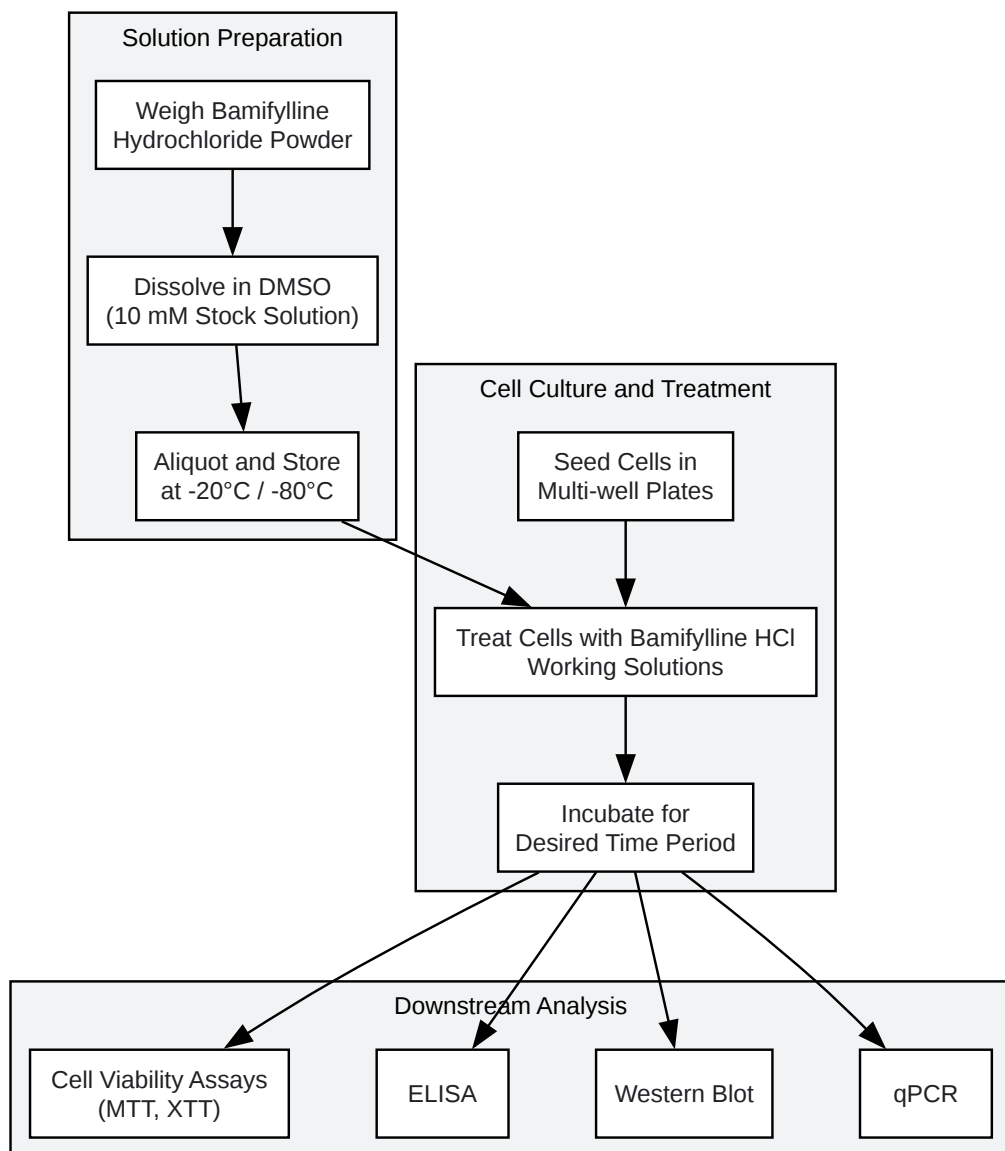 Solution Preparation
Weigh Bamifylline
Hydrochloride Powder
Dissolve in DMSO
(10 mM Stock Solution)
Aliquot and Store
at -20°C / -80°C
Cell Culture and Treatment
Seed Cells in
Multi-well Plates
Treat Cells with Bamifylline HCl
Working Solutions
Incubate for
Desired Time Period
Downstream Analysis
Cell Viability Assays
(MTT, XTT)
ELISA
Western Blot
qPCR